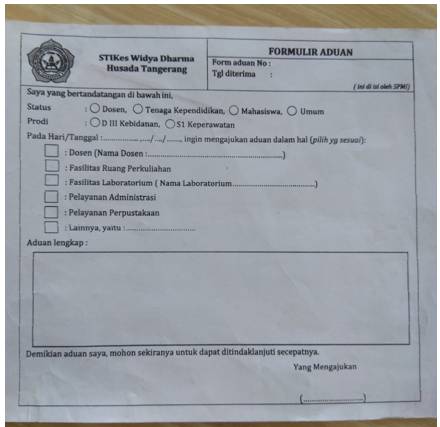 STIKes Widya Dharma
Husada Tangerang
FORMULIR ADUAN
Form aduan No :
Tgl diterima :
( ini di isi oleh SPMI)
Saya yang bertandatangan di bawah ini,
Status : Dosen, Tenaga Kependidikan, Mahasiswa, Umum
Prodi : D III Kebidanan, S1 Keperawatan
Pada Hari/Tanggal :.................. ,..../..../......, ingin mengajukan aduan dalam hal (pilih yg sesuai):
: Dosen (Nama Dosen :..................................................)
: Fasilitas Ruang Perkuliahan
: Fasilitas Laboratorium ( Nama Laboratorium..............................)
: Pelayanan Administrasi
: Pelayanan Perpustakaan
: Lainnya, yaitu :.........................
Aduan lengkap :
Demikian aduan saya, mohon sekiranya untuk dapat ditindaklanjuti secepatnya.
Yang Mengajukan
(......................)